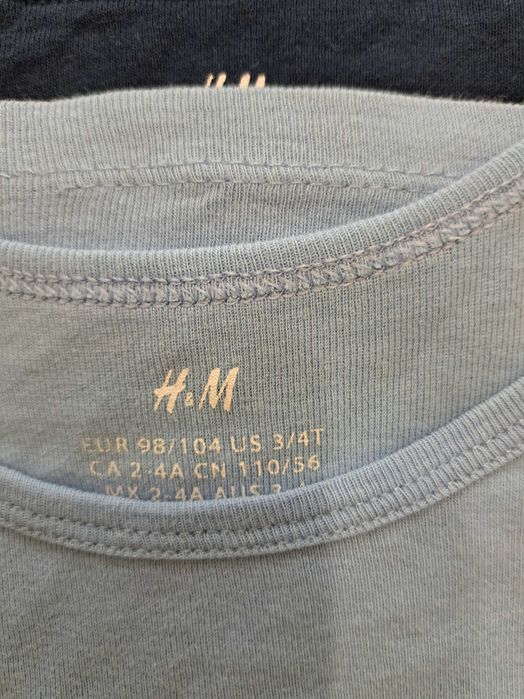 H&M
H&M
EUR 98/104 US 3/4T
CA 2-4A CN 110/56
MX 2-4A AUS